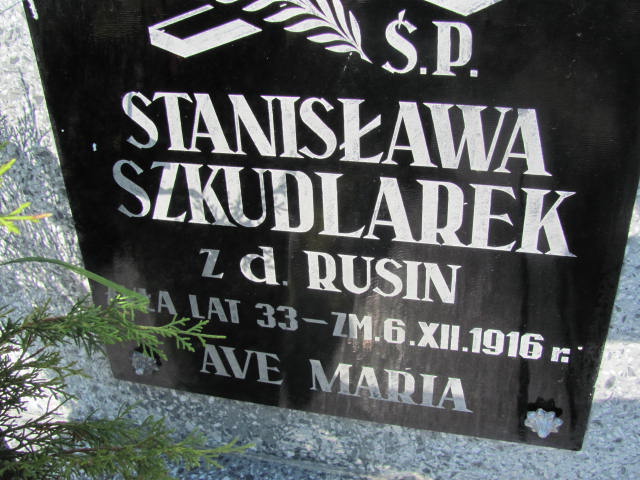 Ś.P.
STANISŁAWA
SZKUDLAREK
z d. RUSIN
LAT 33 – ZM. 6. XII. 1916 r.
AVE MARIA